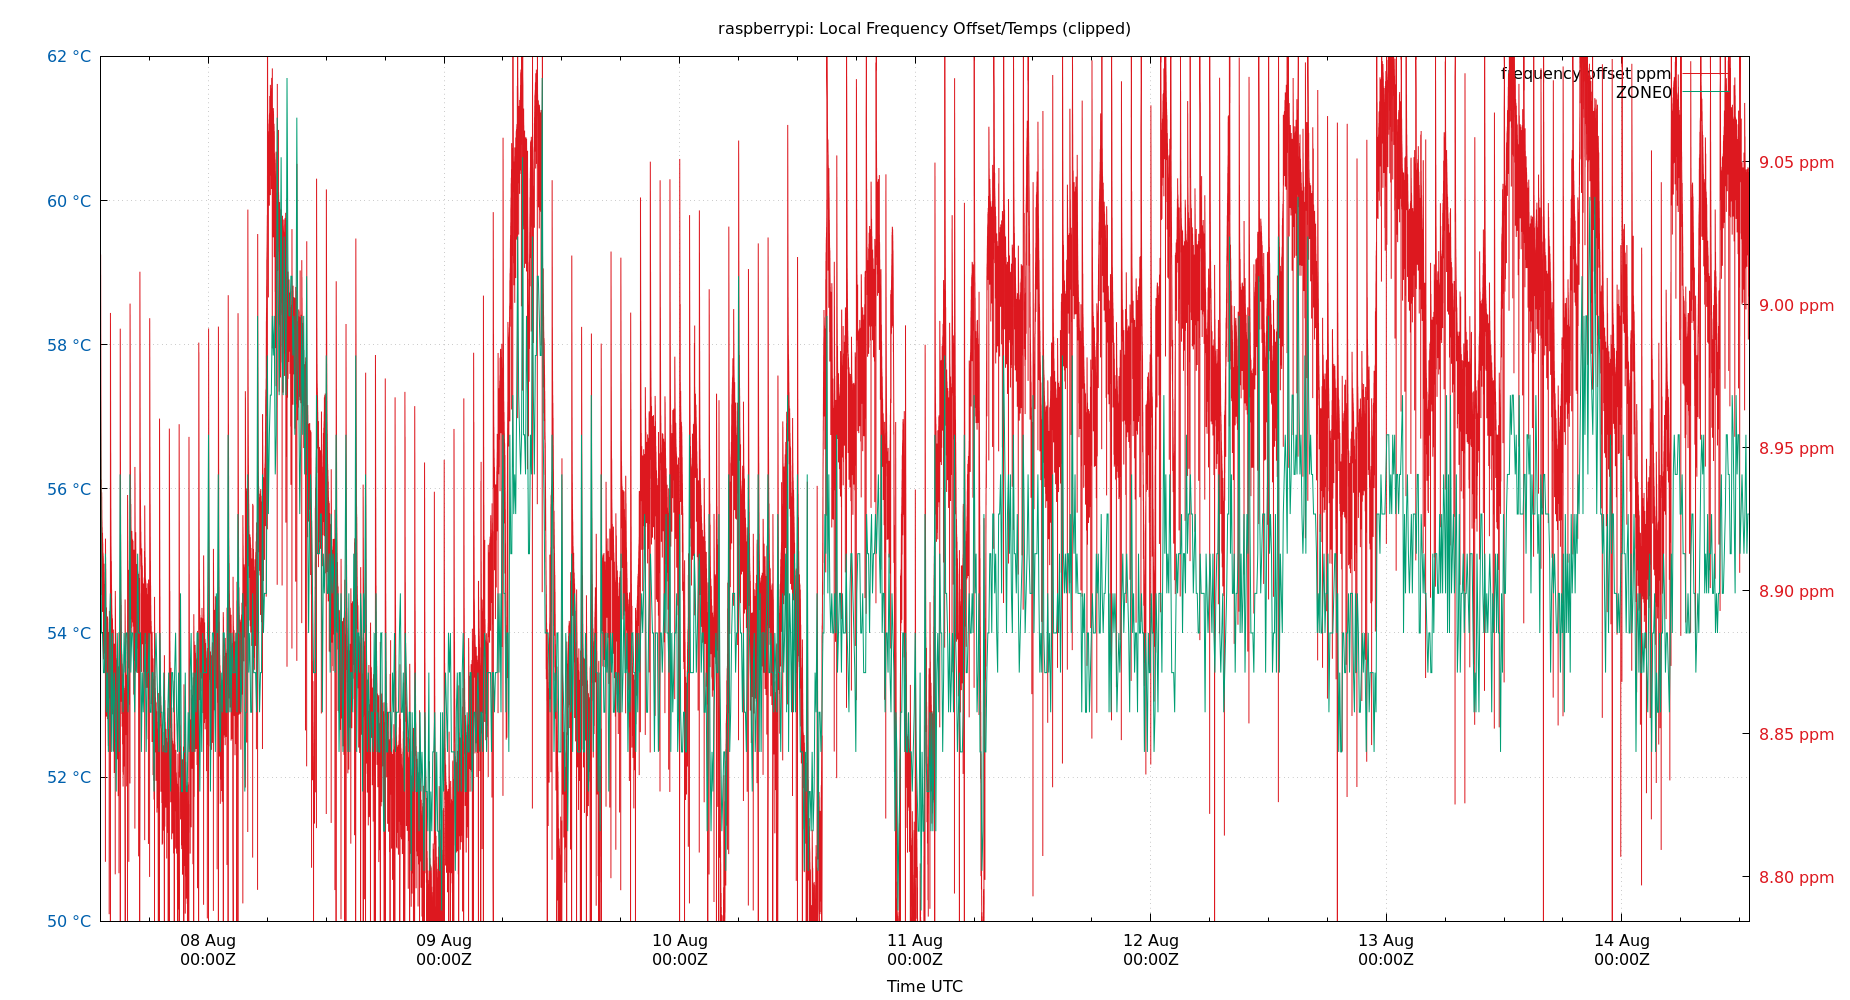 raspberrypi: Local Frequency Offset/Temps (clipped)
62 °C
60 °C
58 °C
56 °C
54 °C
52 °C
50 °C
frequency offset ppm
ZONE0
9.05 ppm
9.00 ppm
8.95 ppm
8.90 ppm
8.85 ppm
8.80 ppm
08 Aug 09 Aug 10 Aug 11 Aug 12 Aug 13 Aug 14 Aug
00:00Z 00:00Z 00:00Z 00:00Z 00:00Z 00:00Z 00:00Z
Time UTC